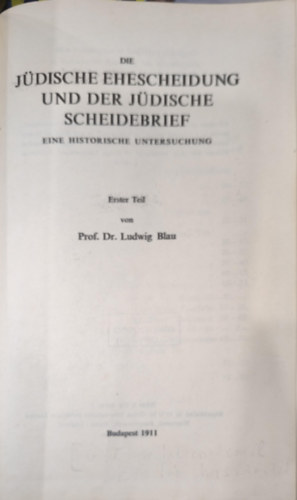 DIE
JÜDISCHE EHESCHEIDUNG
UND DER JÜDISCHE
SCHEIDEBRIEF
EINE HISTORISCHE UNTERSUCHUNG
Erster Teil
von
Prof. Dr. Ludwig Blau
Budapest 1911